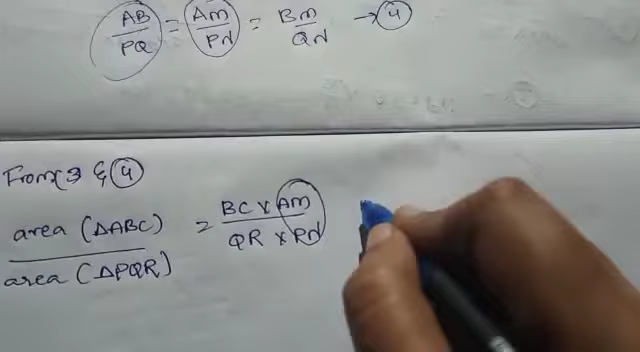 AB/PQ = AM/PN = BM/QN → 4
From 3 & 4
area (ΔABC)/area (ΔPQR) = BC × AM/QR × PN